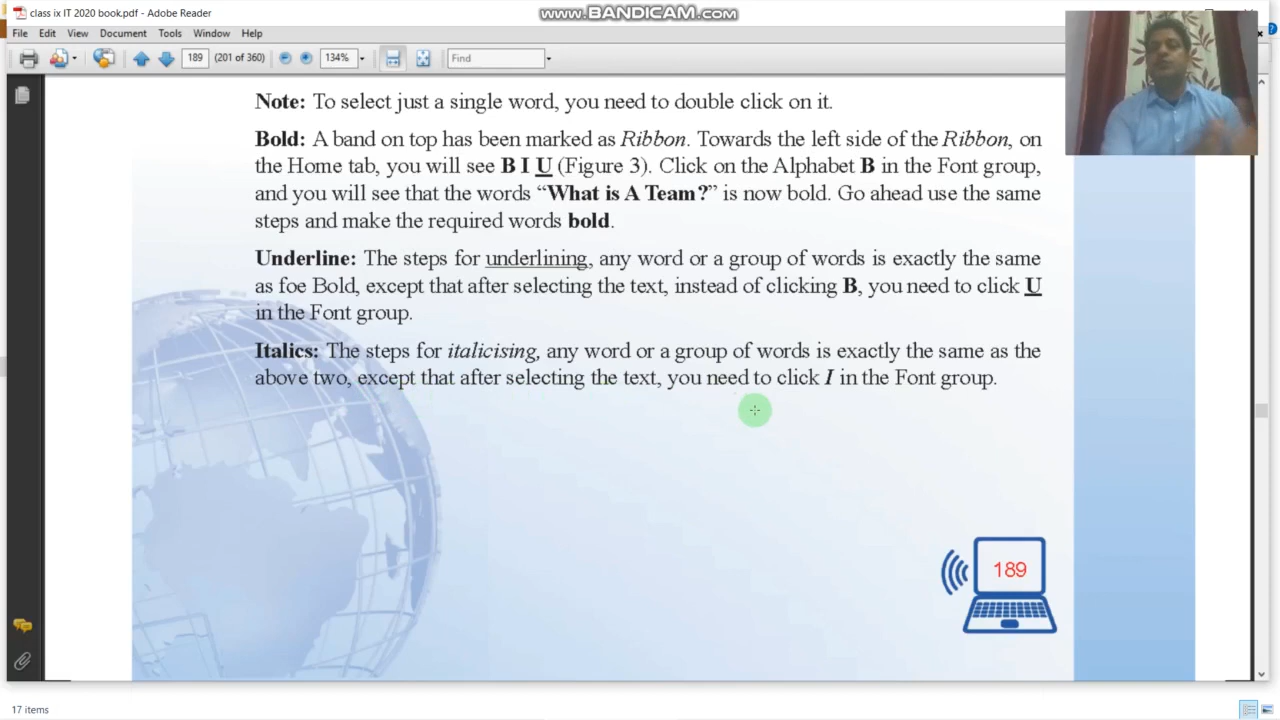 class ix IT 2020 book.pdf - Adobe Reader
www.BANDICAM.com
File Edit View Document Tools Window Help
189 (201 of 360) 134% Find
Note: To select just a single word, you need to double click on it.
Bold: A band on top has been marked as Ribbon. Towards the left side of the Ribbon, on
the Home tab, you will see B I U (Figure 3). Click on the Alphabet B in the Font group,
and you will see that the words “What is A Team?” is now bold. Go ahead use the same
steps and make the required words bold.
Underline: The steps for underlining, any word or a group of words is exactly the same
as foe Bold, except that after selecting the text, instead of clicking B, you need to click U
in the Font group.
Italics: The steps for italicising, any word or a group of words is exactly the same as the
above two, except that after selecting the text, you need to click I in the Font group.
189
17 items